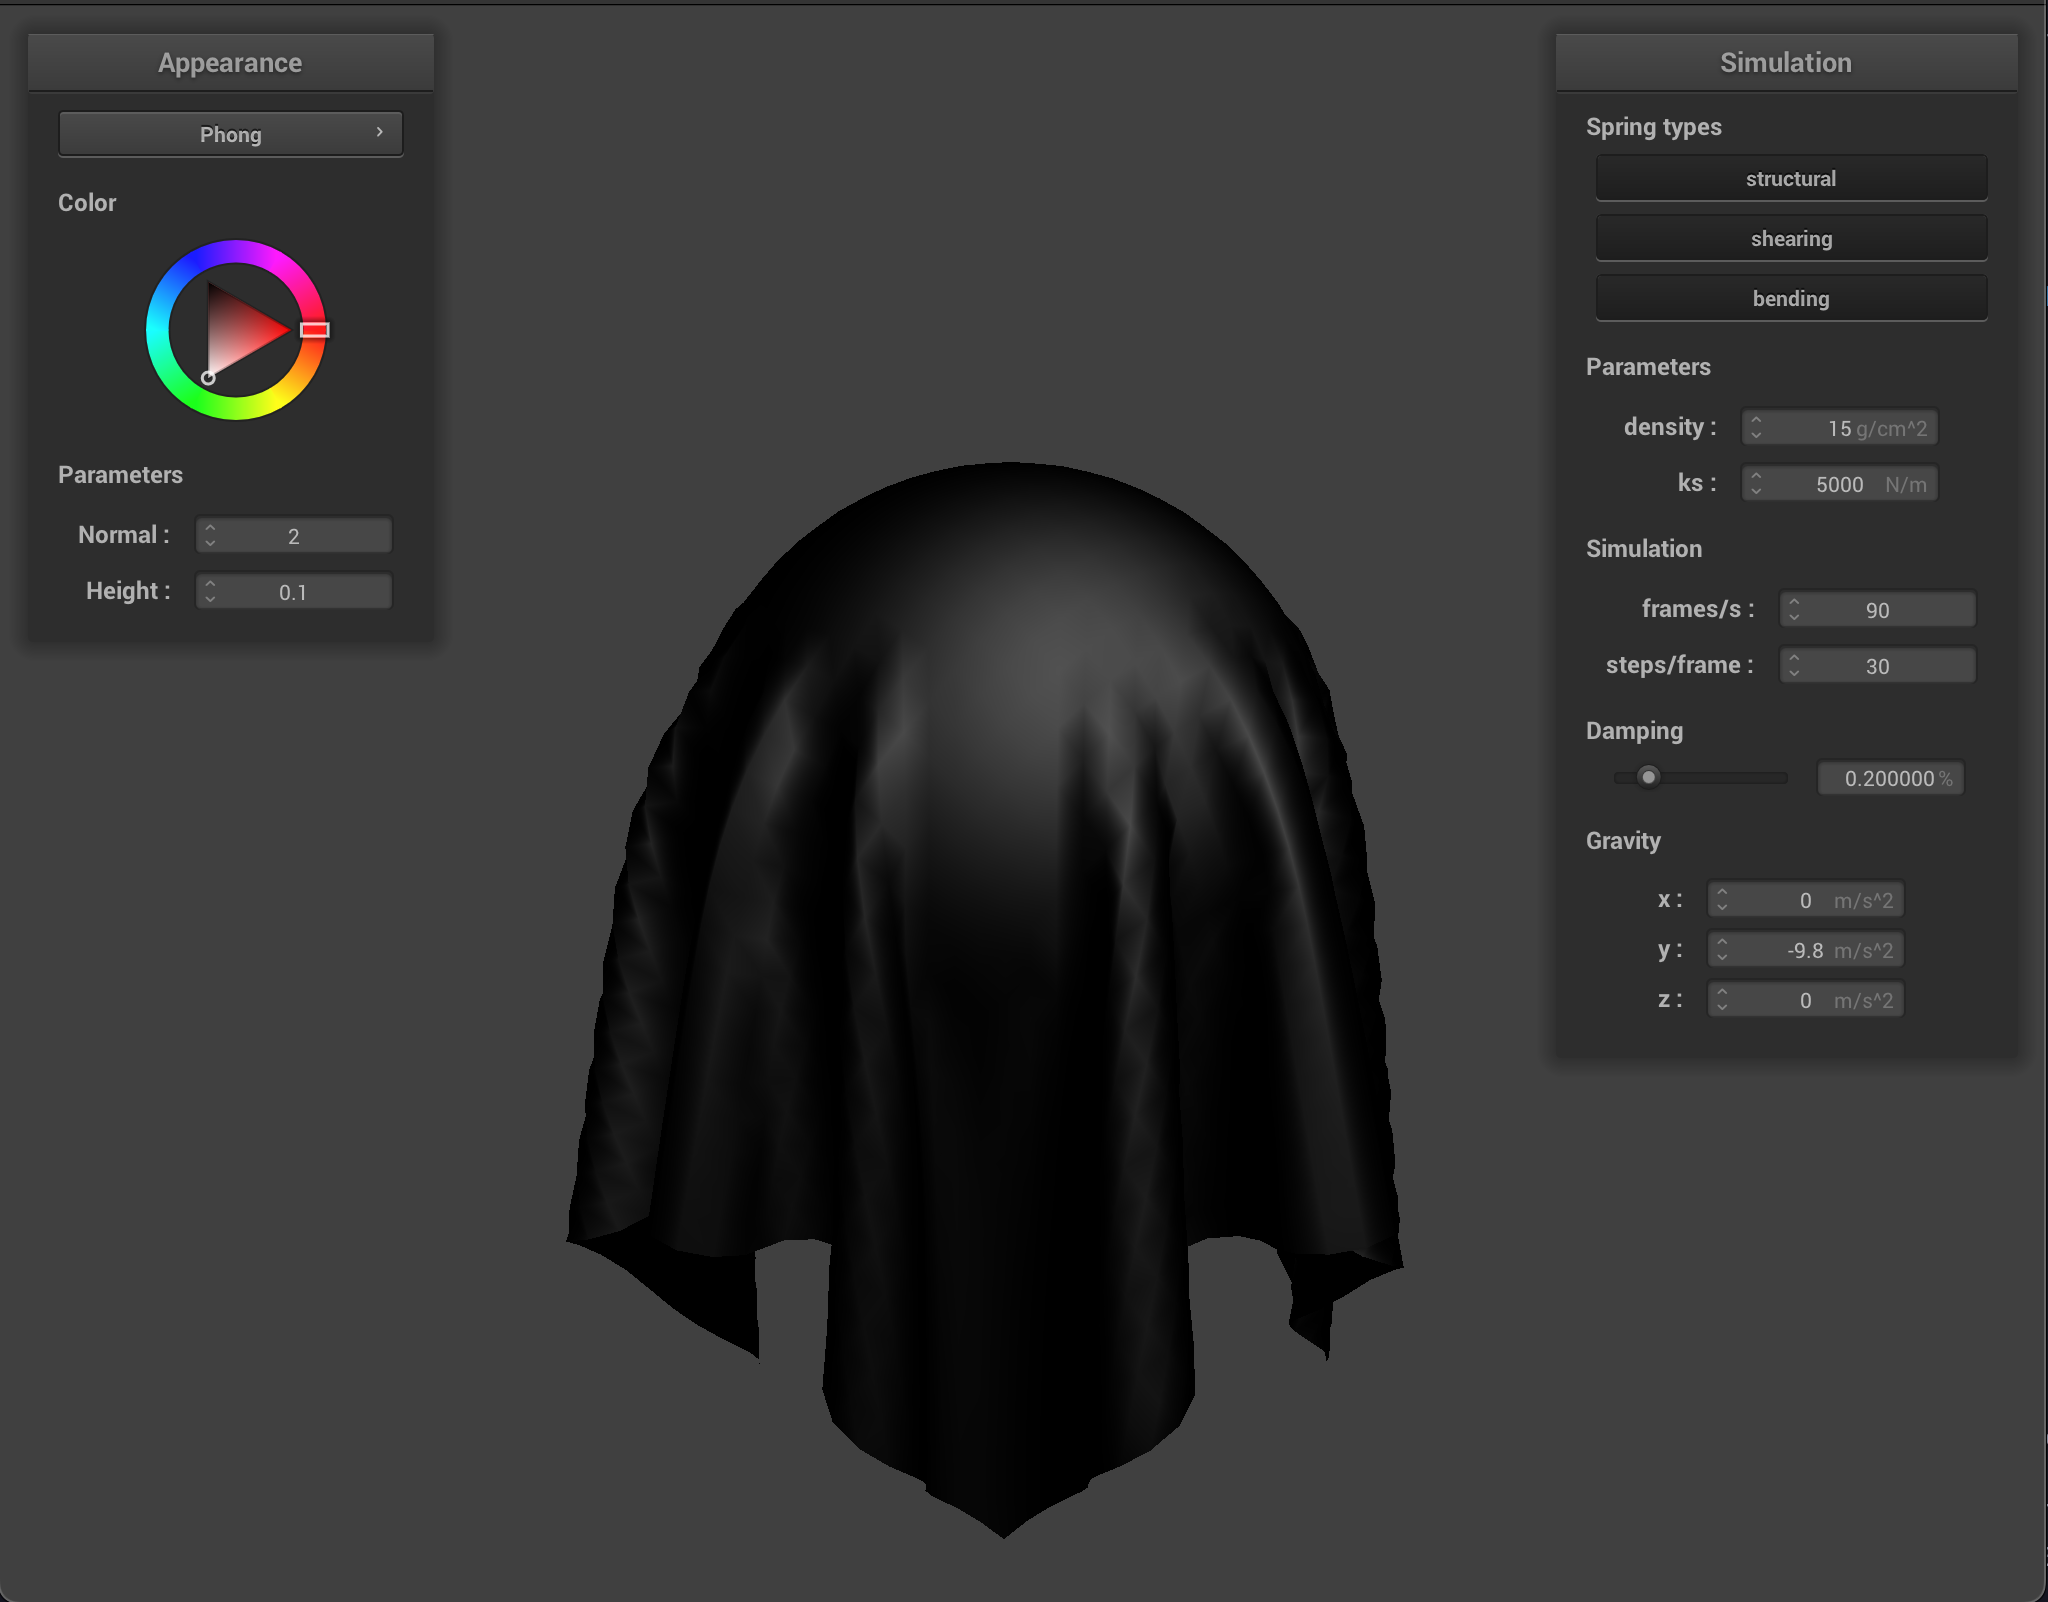 Appearance
Phong
Color
Parameters
Normal : 2
Height : 0.1
Simulation
Spring types
structural
shearing
bending
Parameters
density : 15 g/cm^2
ks : 5000 N/m
Simulation
frames/s : 90
steps/frame : 30
Damping
0.200000 %
Gravity
x : 0 m/s^2
y : -9.8 m/s^2
z : 0 m/s^2